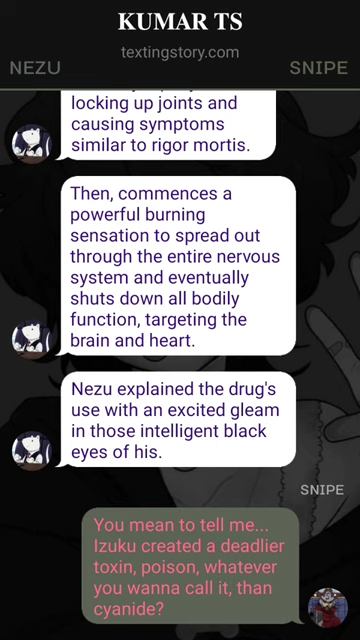 KUMAR TS
textingstory.com
NEZU
SNIPE
locking up joints and
causing symptoms
similar to rigor mortis.
Then, commences a
powerful burning
sensation to spread out
through the entire nervous
system and eventually
shuts down all bodily
function, targeting the
brain and heart.
Nezu explained the drug's
use with an excited gleam
in those intelligent black
eyes of his.
SNIPE
You mean to tell me...
Izuku created a deadlier
toxin, poison, whatever
you wanna call it, than
cyanide?